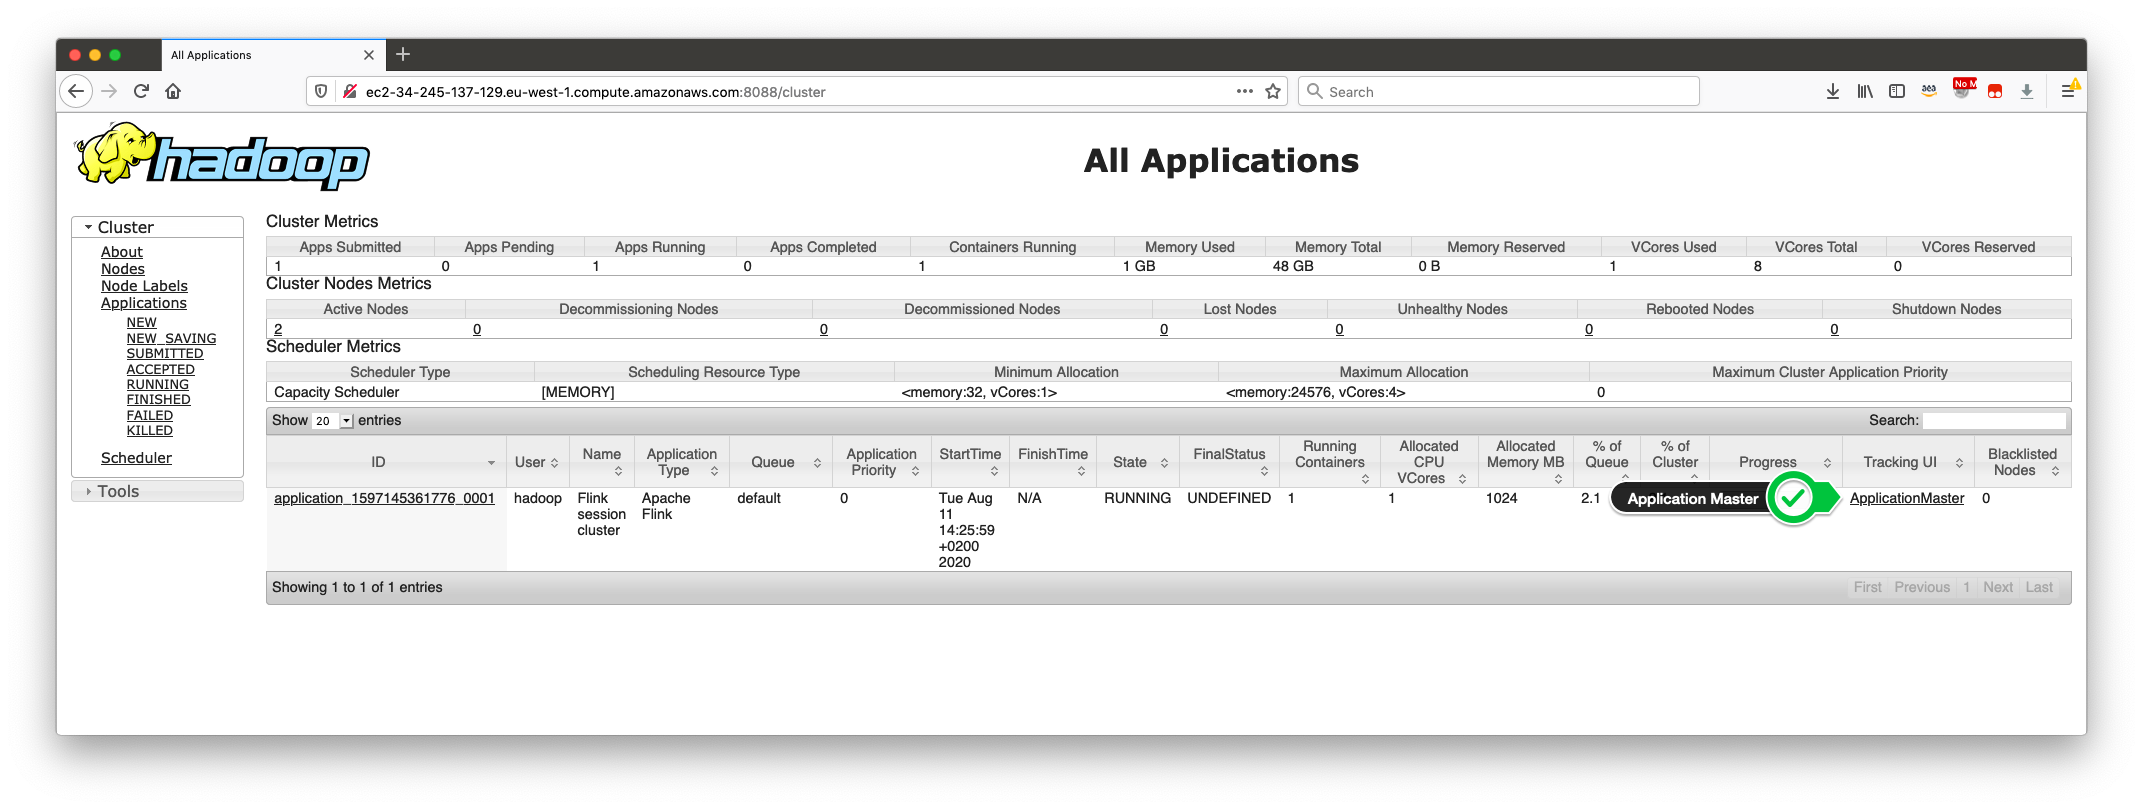 All Applications
ec2-34-245-137-129.eu-west-1.compute.amazonaws.com:8088/cluster
Search
hadoop
All Applications
Cluster
About
Nodes
Node Labels
Applications
NEW
NEW_SAVING
SUBMITTED
ACCEPTED
RUNNING
FINISHED
FAILED
KILLED
Scheduler
Tools
Cluster Metrics
Apps Submitted Apps Pending Apps Running Apps Completed Containers Running Memory Used Memory Total Memory Reserved VCores Used VCores Total VCores Reserved
1 0 1 0 1 1 GB 48 GB 0 B 1 8 0
Cluster Nodes Metrics
Active Nodes Decommissioning Nodes Decommissioned Nodes Lost Nodes Unhealthy Nodes Rebooted Nodes Shutdown Nodes
2 0 0 0 0 0 0
Scheduler Metrics
Scheduler Type Scheduling Resource Type Minimum Allocation Maximum Allocation Maximum Cluster Application Priority
Capacity Scheduler [MEMORY] <memory:32, vCores:1> <memory:24576, vCores:4> 0
Show 20 entries Search:
ID User Name Application Type Queue Application Priority StartTime FinishTime State FinalStatus Running Containers Allocated CPU VCores Allocated Memory MB % of Queue % of Cluster Progress Tracking UI Blacklisted Nodes
application_1597145361776_0001 hadoop Flink session cluster Apache Flink default 0 Tue Aug 11 14:25:59 +0200 2020 N/A RUNNING UNDEFINED 1 1 1024 2.1 Application Master ApplicationMaster 0
Showing 1 to 1 of 1 entries First Previous 1 Next Last